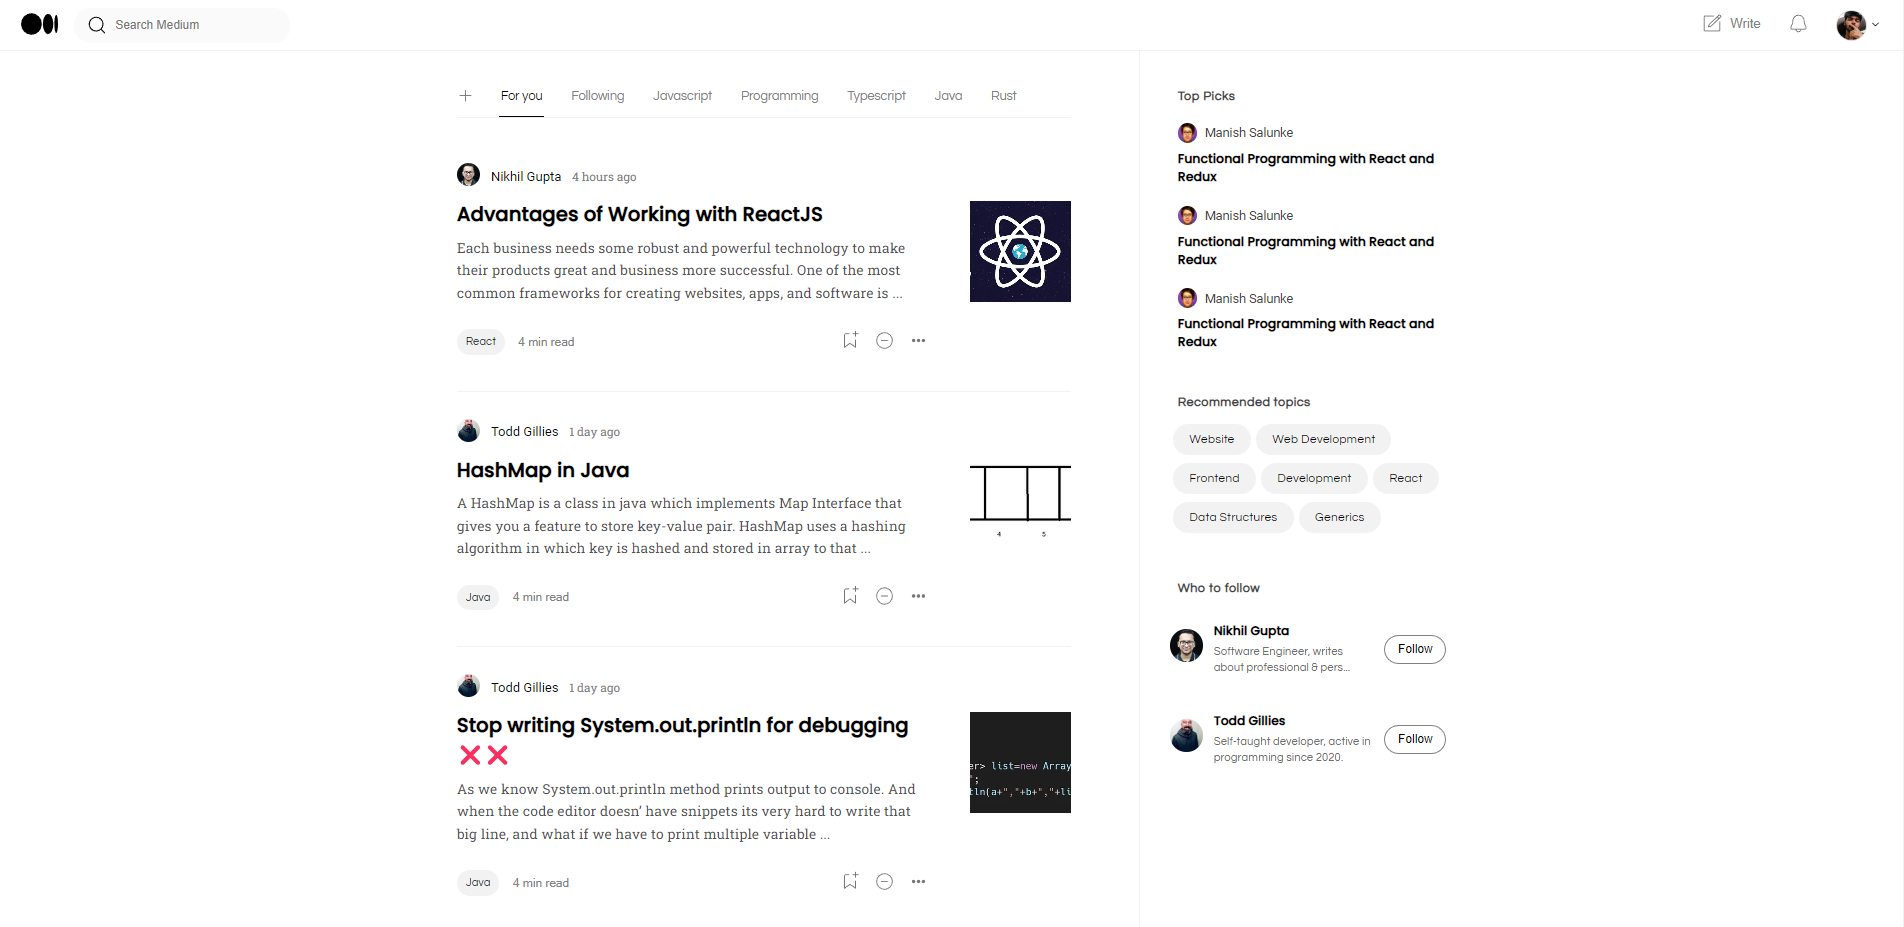 Search Medium
Write
For you
Following
Javascript
Programming
Typescript
Java
Rust
Nikhil Gupta 4 hours ago
Advantages of Working with ReactJS
Each business needs some robust and powerful technology to make
their products great and business more successful. One of the most
common frameworks for creating websites, apps, and software is ...
React 4 min read
Todd Gillies 1 day ago
HashMap in Java
A HashMap is a class in java which implements Map Interface that
gives you a feature to store key-value pair. HashMap uses a hashing
algorithm in which key is hashed and stored in array to that ...
4 5
Java 4 min read
Todd Gillies 1 day ago
Stop writing System.out.println for debugging
❌❌
As we know System.out.println method prints output to console. And
when the code editor doesn’ have snippets its very hard to write that
big line, and what if we have to print multiple variable ...
er> list=new Array
";
tln(a+","+b+","+li
Java 4 min read
Top Picks
Manish Salunke
Functional Programming with React and
Redux
Manish Salunke
Functional Programming with React and
Redux
Manish Salunke
Functional Programming with React and
Redux
Recommended topics
Website Web Development
Frontend Development React
Data Structures Generics
Who to follow
Nikhil Gupta
Software Engineer, writes
about professional & pers...
Follow
Todd Gillies
Self-taught developer, active in
programming since 2020.
Follow